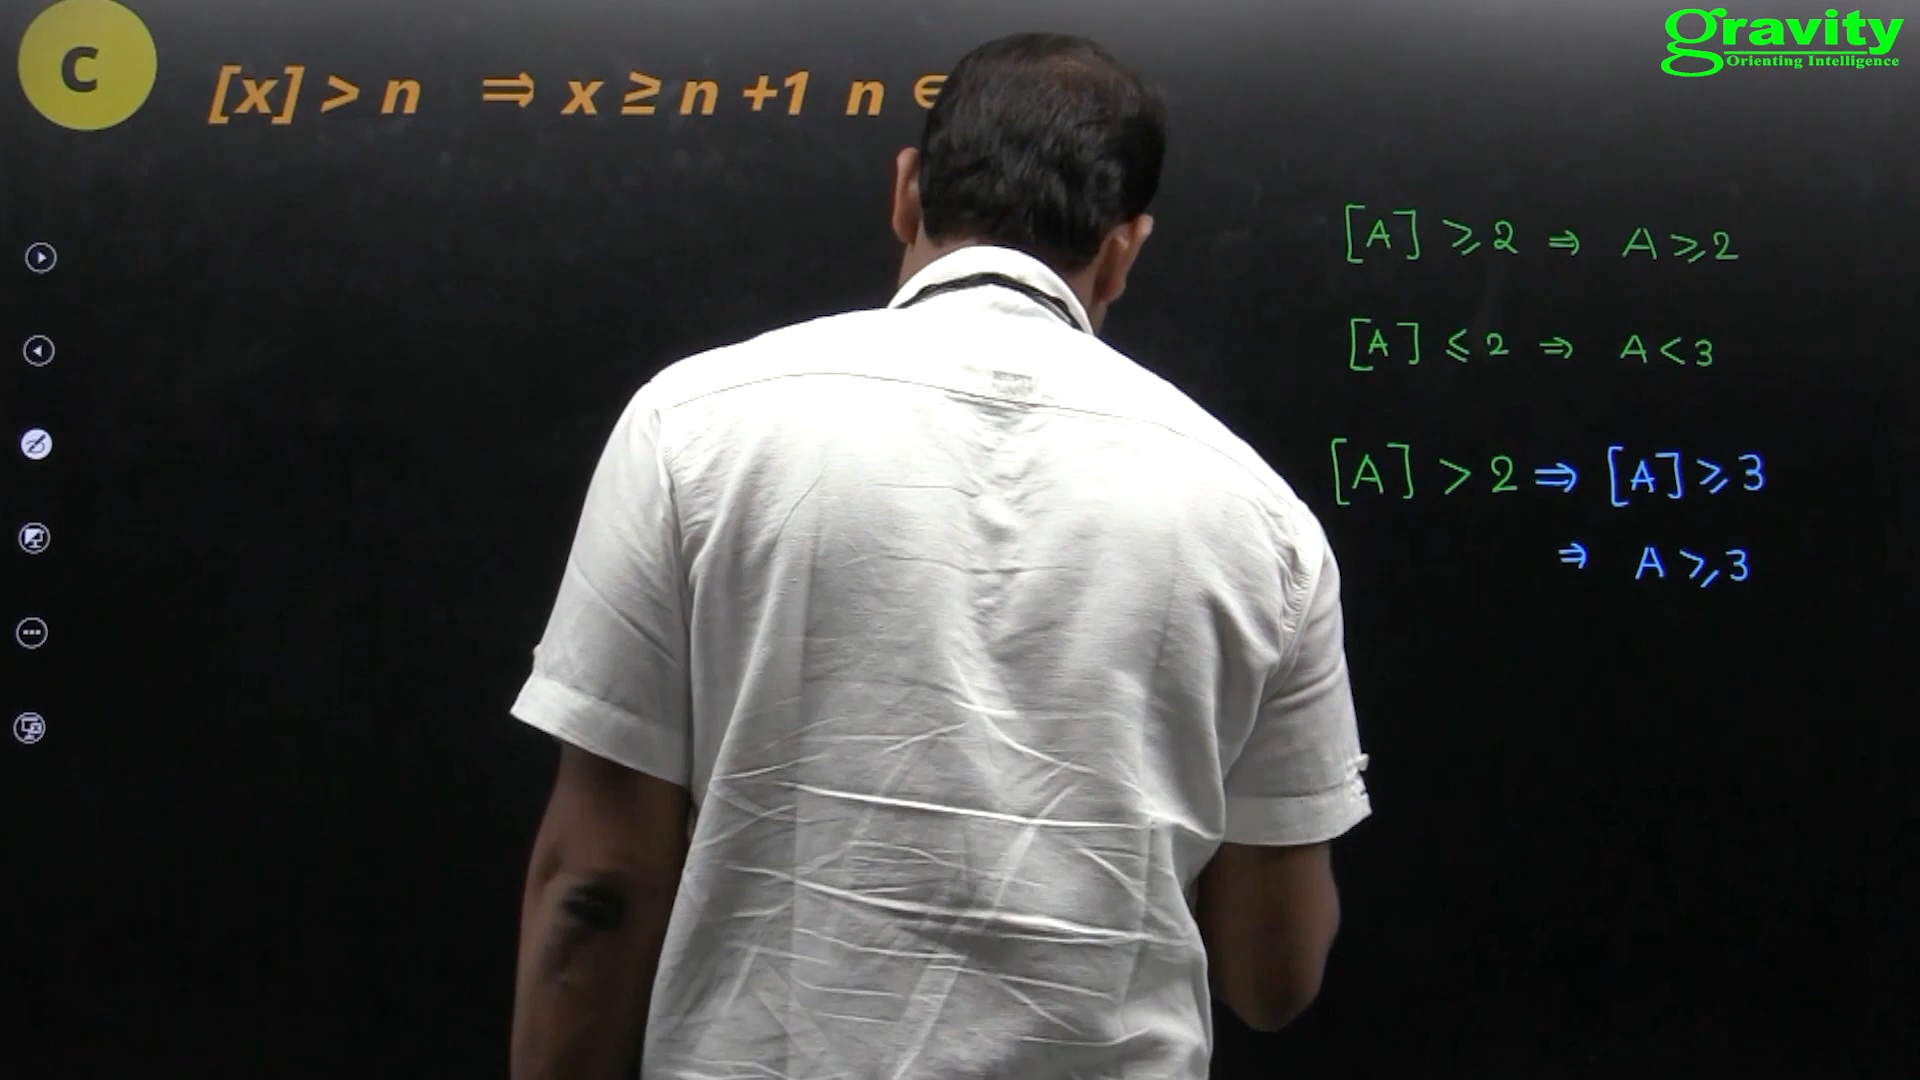 C
[x] > n ⇒ x ≥ n +1 n ∈
gravity
Orienting Intelligence
[A] ≥ 2 ⇒ A ≥ 2
[A] ≤ 2 ⇒ A < 3
[A] > 2 ⇒ [A] ≥ 3
⇒ A ≥ 3